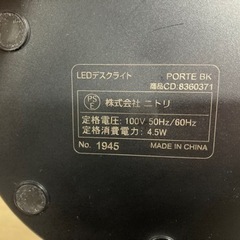 LEDデスクライト PORTE BK
商品CD:8360371
PSE 株式会社 ニトリ
定格電圧:100V 50Hz/60Hz
定格消費電力:4.5W
No. 1945 MADE IN CHINA